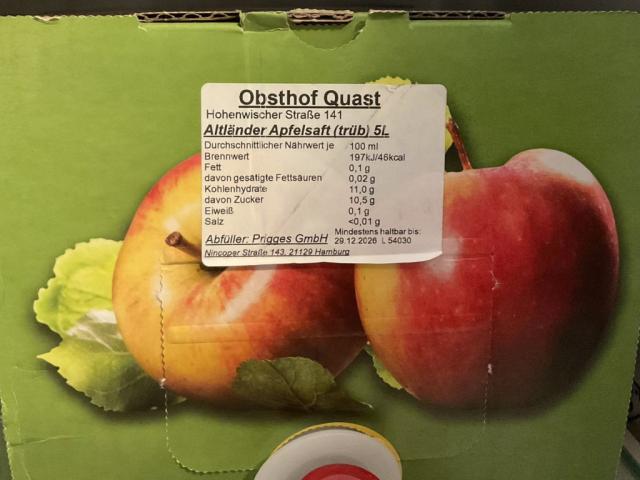 Obsthof Quast
Hohenwischer Straße 141
Altländer Apfelsaft (trüb) 5L
Durchschnittlicher Nährwert je 100 ml
Brennwert 197kJ/46kcal
Fett 0,1 g
davon gesätigte Fettsäuren 0,02 g
Kohlenhydrate 11,0 g
davon Zucker 10,5 g
Eiweiß 0,1 g
Salz <0,01 g
Mindestens haltbar bis:
Abfüller: Prigges GmbH 29.12.2026 L 54030
Nincoper Straße 143, 21129 Hamburg